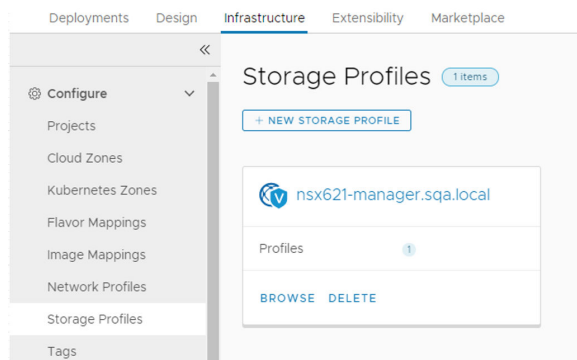 Deployments Design Infrastructure Extensibility Marketplace
«
Configure
Projects
Cloud Zones
Kubernetes Zones
Flavor Mappings
Image Mappings
Network Profiles
Storage Profiles
Tags
Storage Profiles 1 items
+ NEW STORAGE PROFILE
nsx621-manager.sqa.local
Profiles 1
BROWSE DELETE